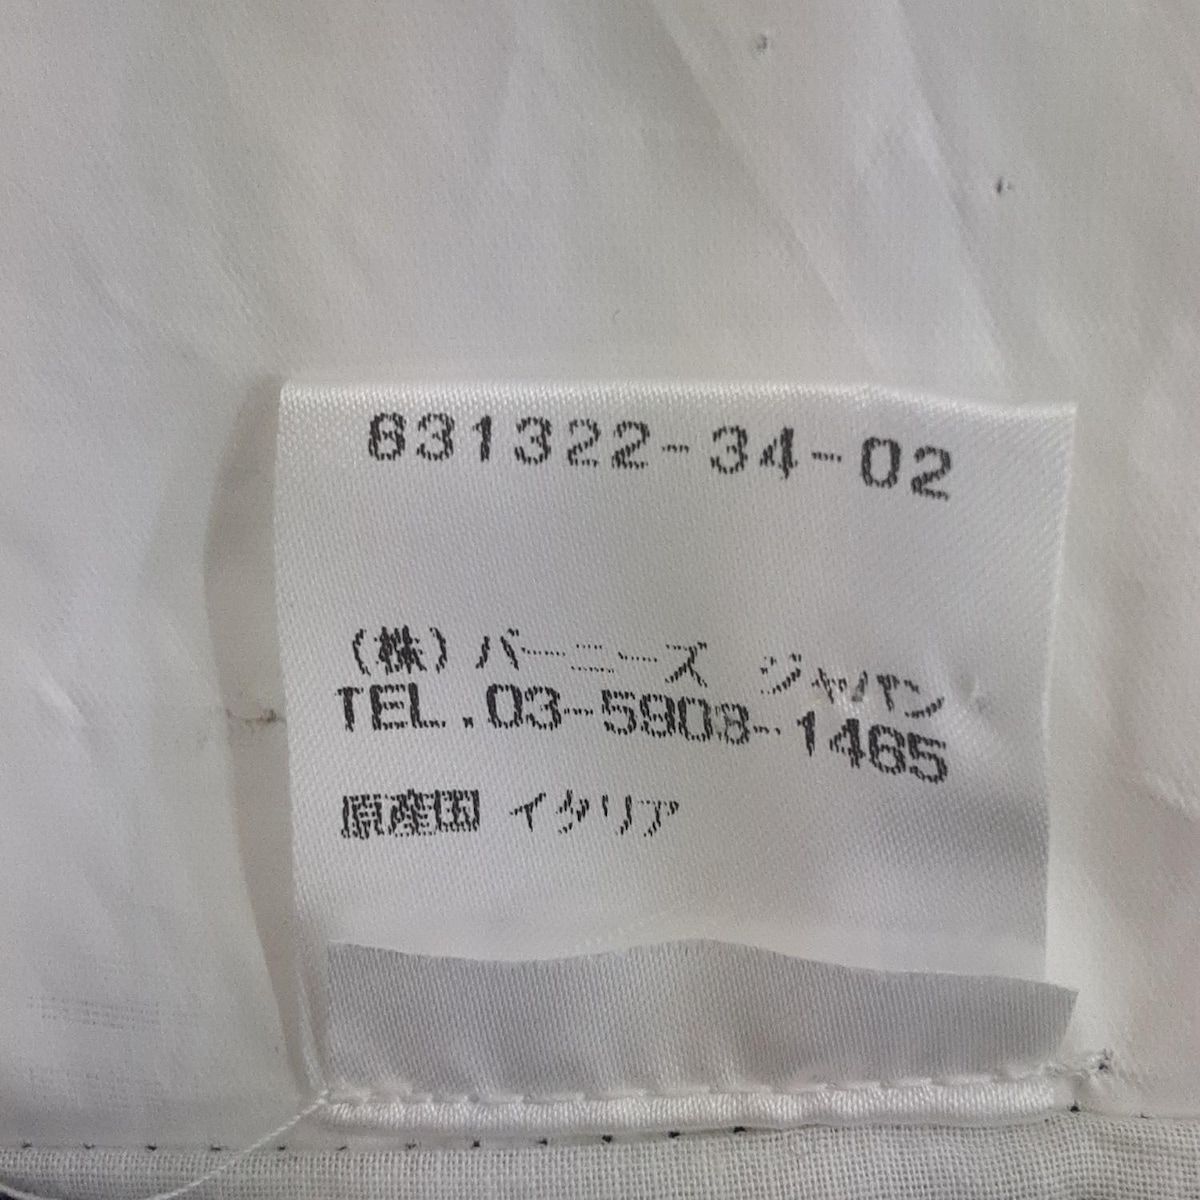 631322-34-02
(株)バーニーズ ジャパン
TEL.03-5908-1465
原産国 イタリア